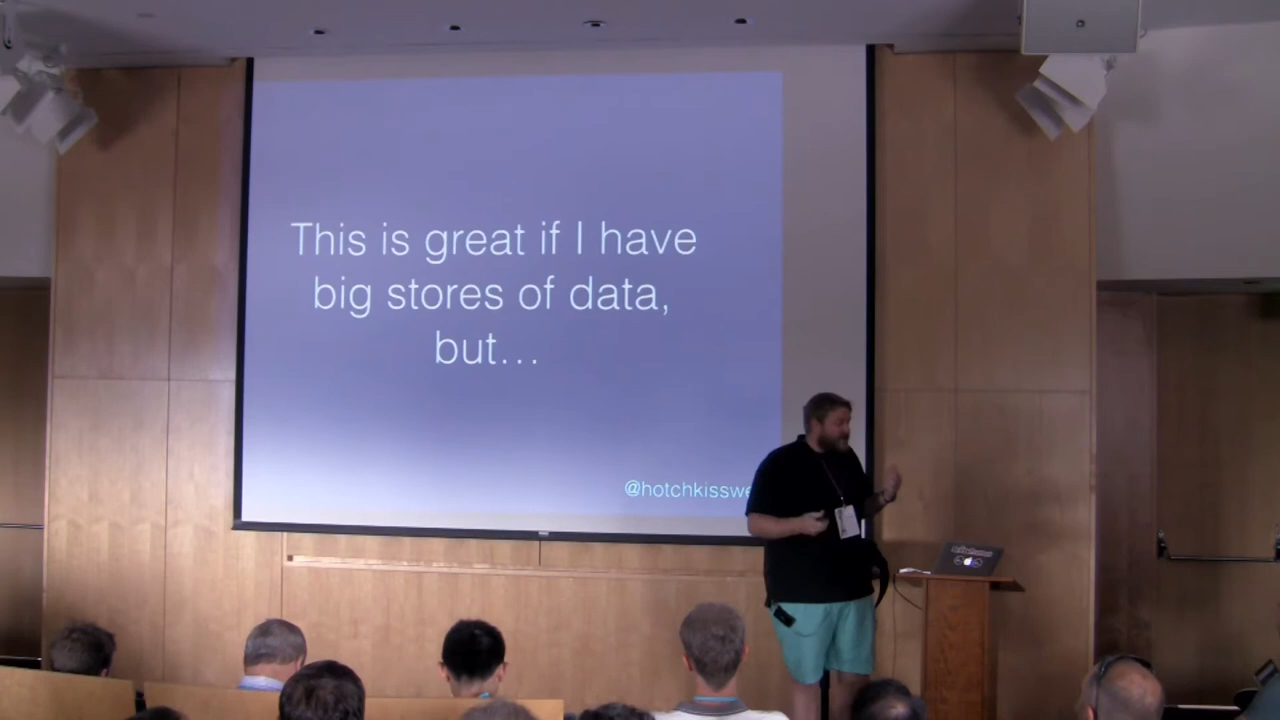 This is great if I have
big stores of data,
but...
@hotchkisswe